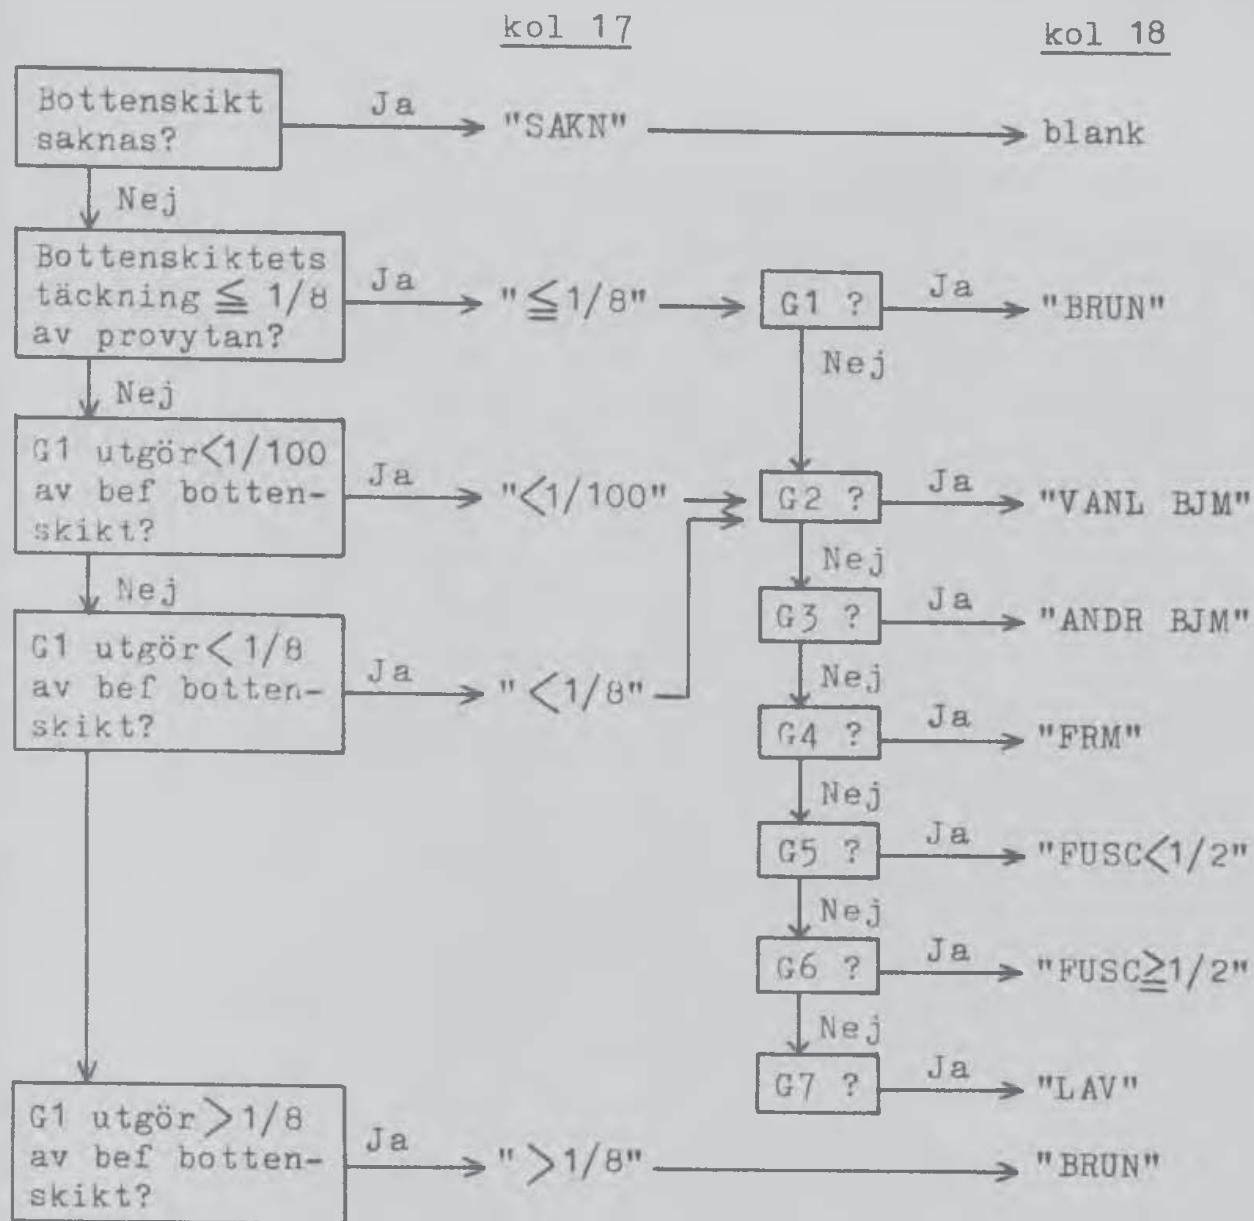 kol 17
kol 18
Bottenskikt
saknas?
Ja
"SAKN"
blank
Nej
Bottenskiktets
täckning ≦ 1/8
av provytan?
Ja
"≦1/8"
G1 ?
Ja
"BRUN"
Nej
Nej
G1 utgör<1/100
av bef botten-
skikt?
Ja
"<1/100"
G2 ?
Ja
"VANL BJM"
Nej
Nej
G3 ?
Ja
"ANDR BJM"
G1 utgör<1/8
av bef botten-
skikt?
Ja
"<1/8"
Nej
G4 ?
Ja
"FRM"
Nej
G5 ?
Ja
"FUSC<1/2"
Nej
G6 ?
Ja
"FUSC≧1/2"
Nej
G7 ?
Ja
"LAV"
G1 utgör>1/8
av bef botten-
skikt?
Ja
">1/8"
"BRUN"